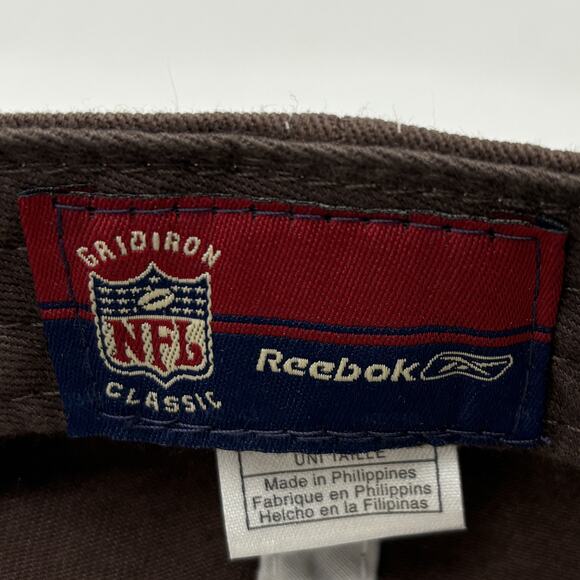 GRIDIRON
NFL
CLASSIC
Reebok
UNI TAILLE
Made in Philippines
Fabrique en Philippins
Helcho en la Filipinas